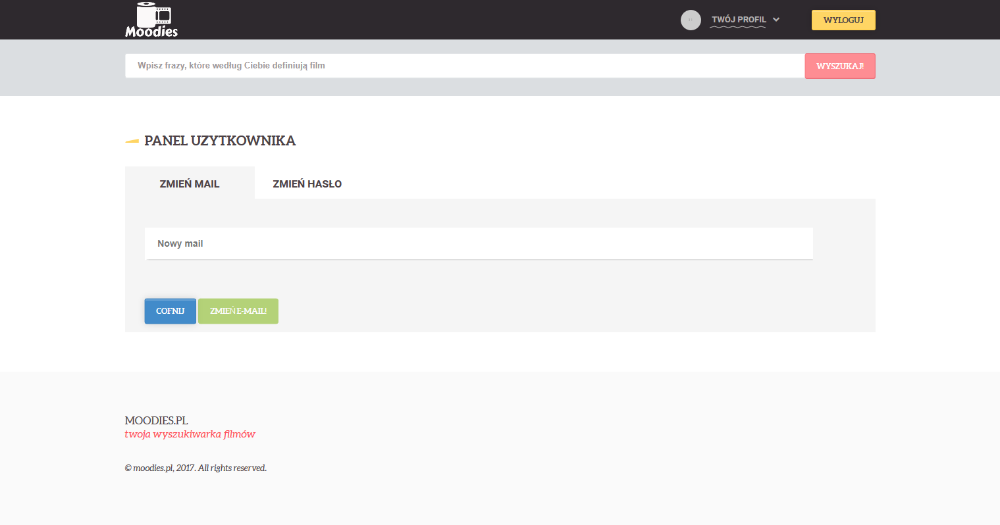 Moodies
TWÓJ PROFIL
WYLOGUJ
Wpisz frazy, które według Ciebie definiują film
WYSZUKAJ!
PANEL UZYTKOWNIKA
ZMIEŃ MAIL
ZMIEŃ HASŁO
Nowy mail
COFNIJ
ZMIEŃ E-MAIL!
MOODIES.PL
twoja wyszukiwarka filmów
© moodies.pl, 2017. All rights reserved.